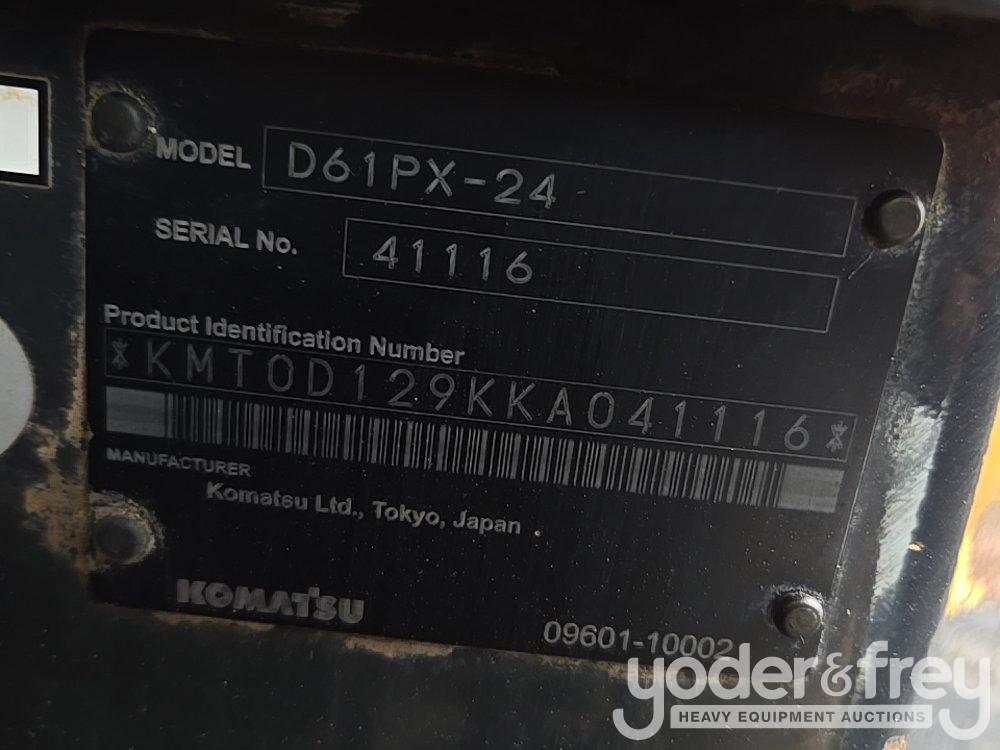 MODEL D61PX-24
SERIAL No. 41116
Product Identification Number
*KMT0D129KKA041116*
MANUFACTURER
Komatsu Ltd., Tokyo, Japan .
KOMATSU
09601-10002
yoder&frey
HEAVY EQUIPMENT AUCTIONS